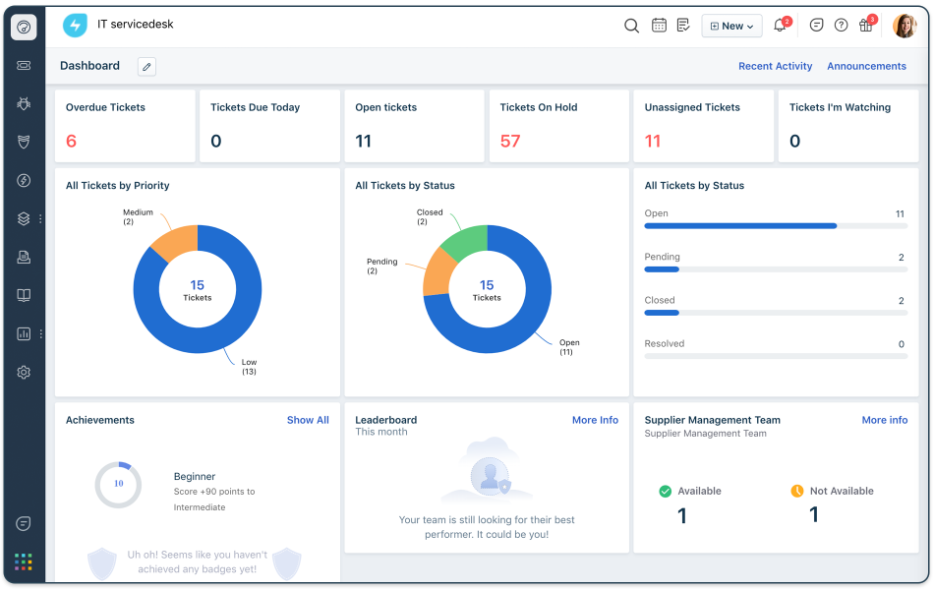 IT servicedesk
New
2
3
Dashboard
Recent Activity
Announcements
Overdue Tickets
6
Tickets Due Today
0
Open tickets
11
Tickets On Hold
57
Unassigned Tickets
11
Tickets I'm Watching
0
All Tickets by Priority
Medium
(2)
15
Tickets
Low
(13)
All Tickets by Status
Closed
(2)
Pending
(2)
15
Tickets
Open
(11)
All Tickets by Status
Open 11
Pending 2
Closed 2
Resolved 0
Achievements
Show All
10
Beginner
Score +90 points to
Intermediate
Uh oh! Seems like you haven't
achieved any badges yet!
Leaderboard
More Info
This month
Your team is still looking for their best
performer. It could be you!
Supplier Management Team
More info
Supplier Management Team
Available
1
Not Available
1